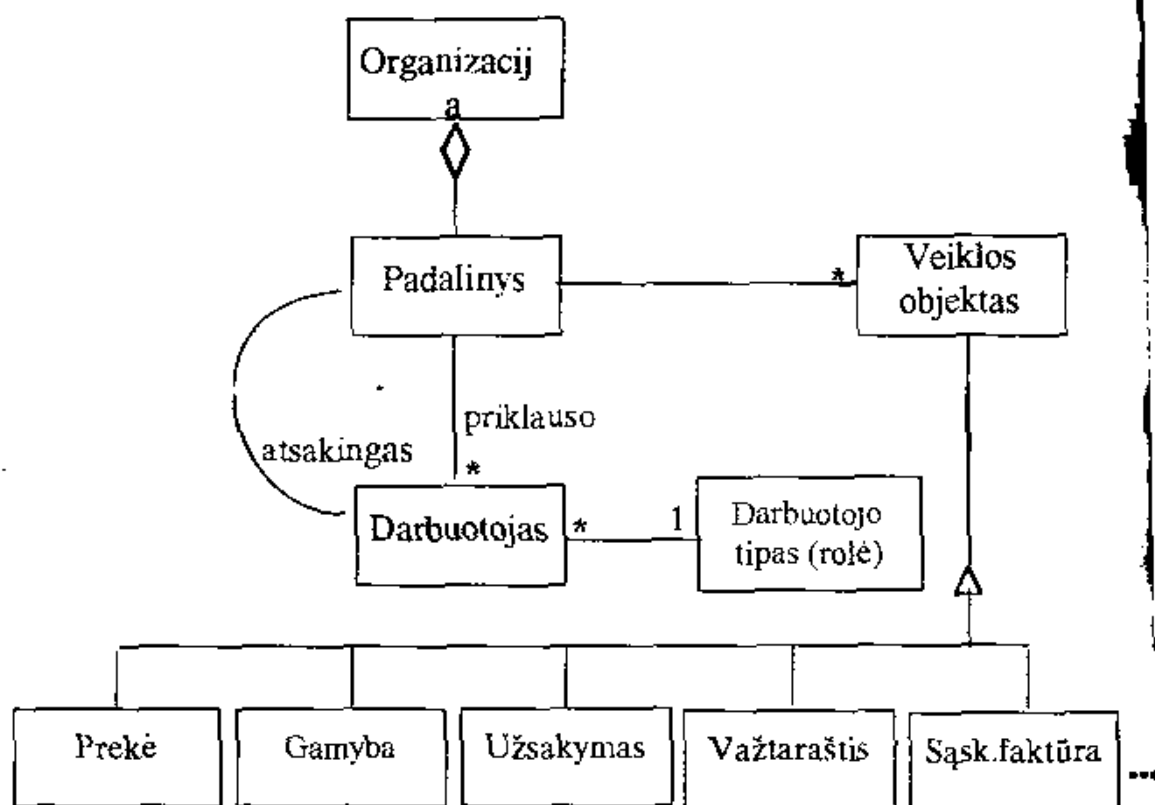 Organizacij
a
Padalinys
*
Veiklos
objektas
priklauso
atsakingas
*
Darbuotojas
*
1
Darbuotojo
tipas (rolė)
Prekė
Gamyba
Užsakymas
Važtaraštis
Sąsk.faktūra
...